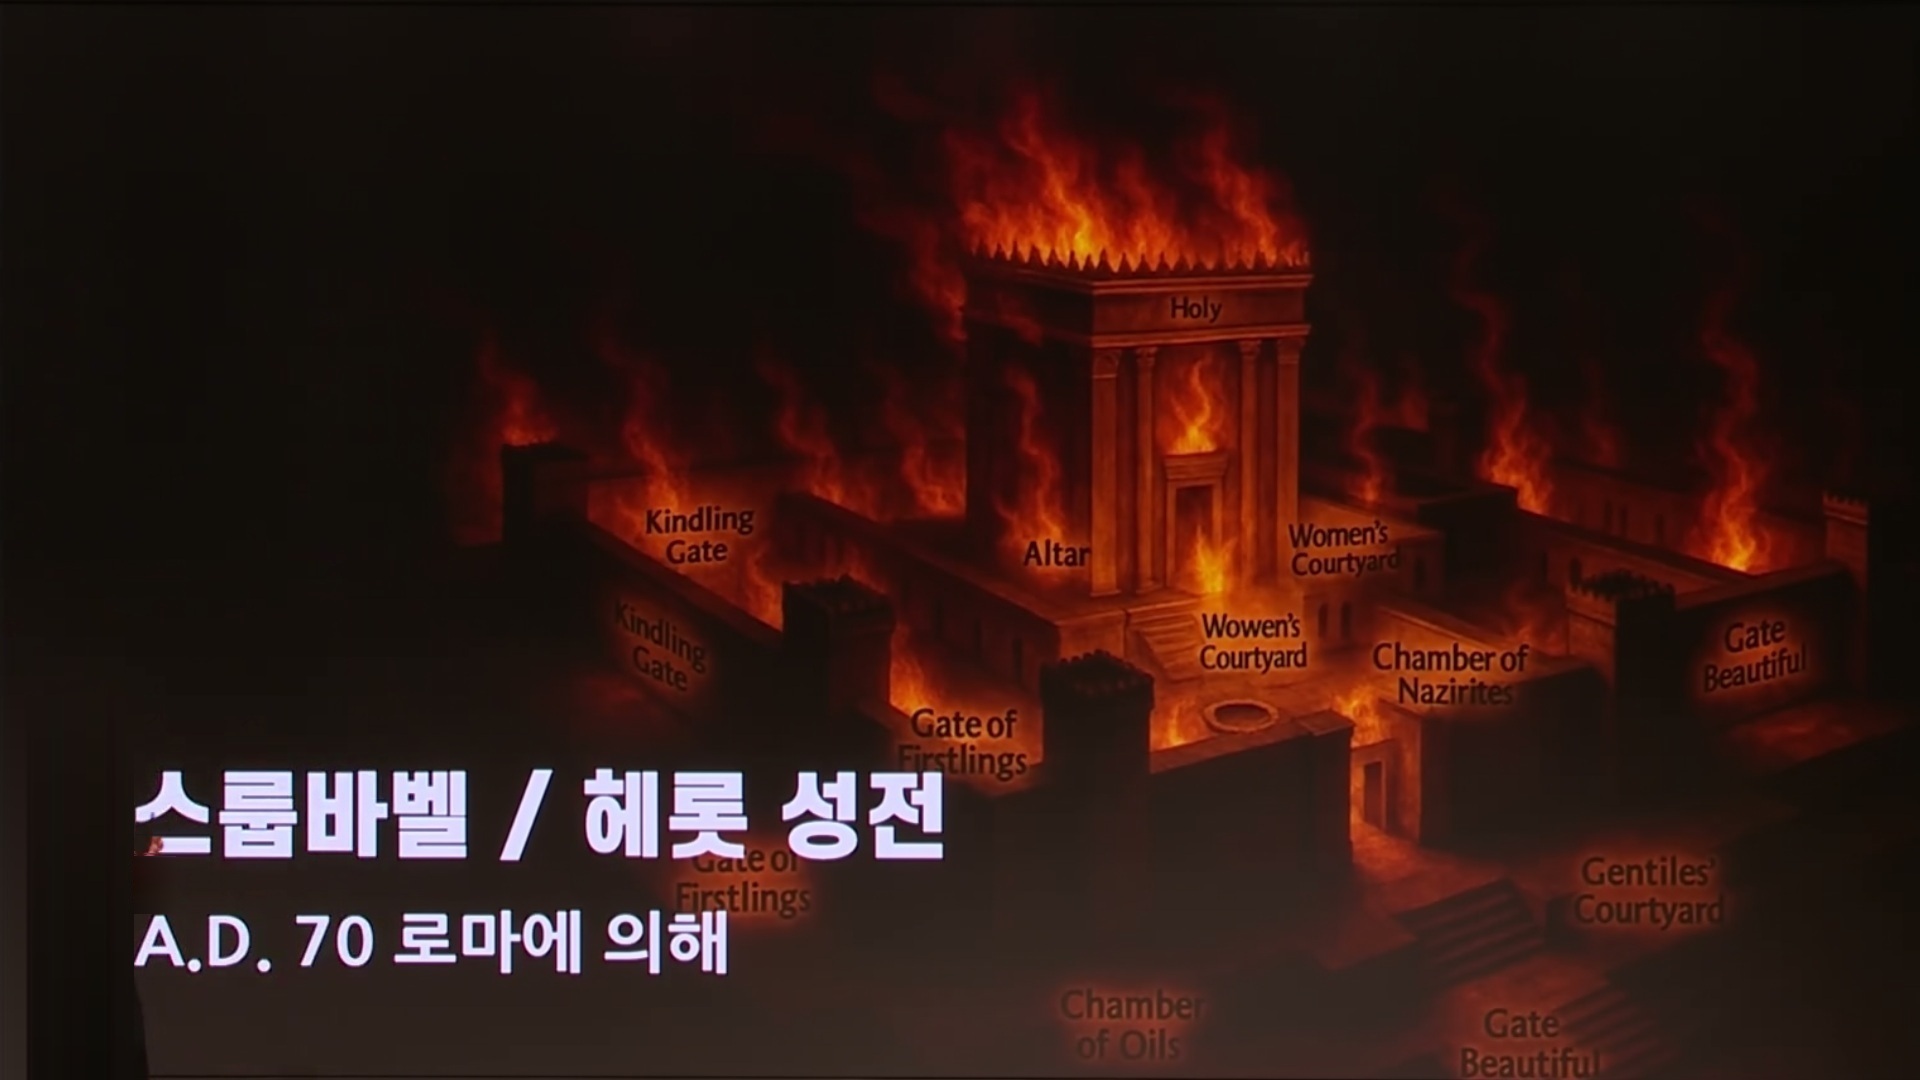 Holy
Kindling
Gate
Altar
Women's
Courtyard
Kindling
Gate
Wowen's
Courtyard
Chamber of
Nazirites
Gate
Beautiful
Gate of
Firstlings
스룹바벨 / 헤롯 성전
Gate of
Firstlings
Gentiles'
Courtyard
A.D. 70 로마에 의해
Chamber
of Oils
Gate
Beautiful